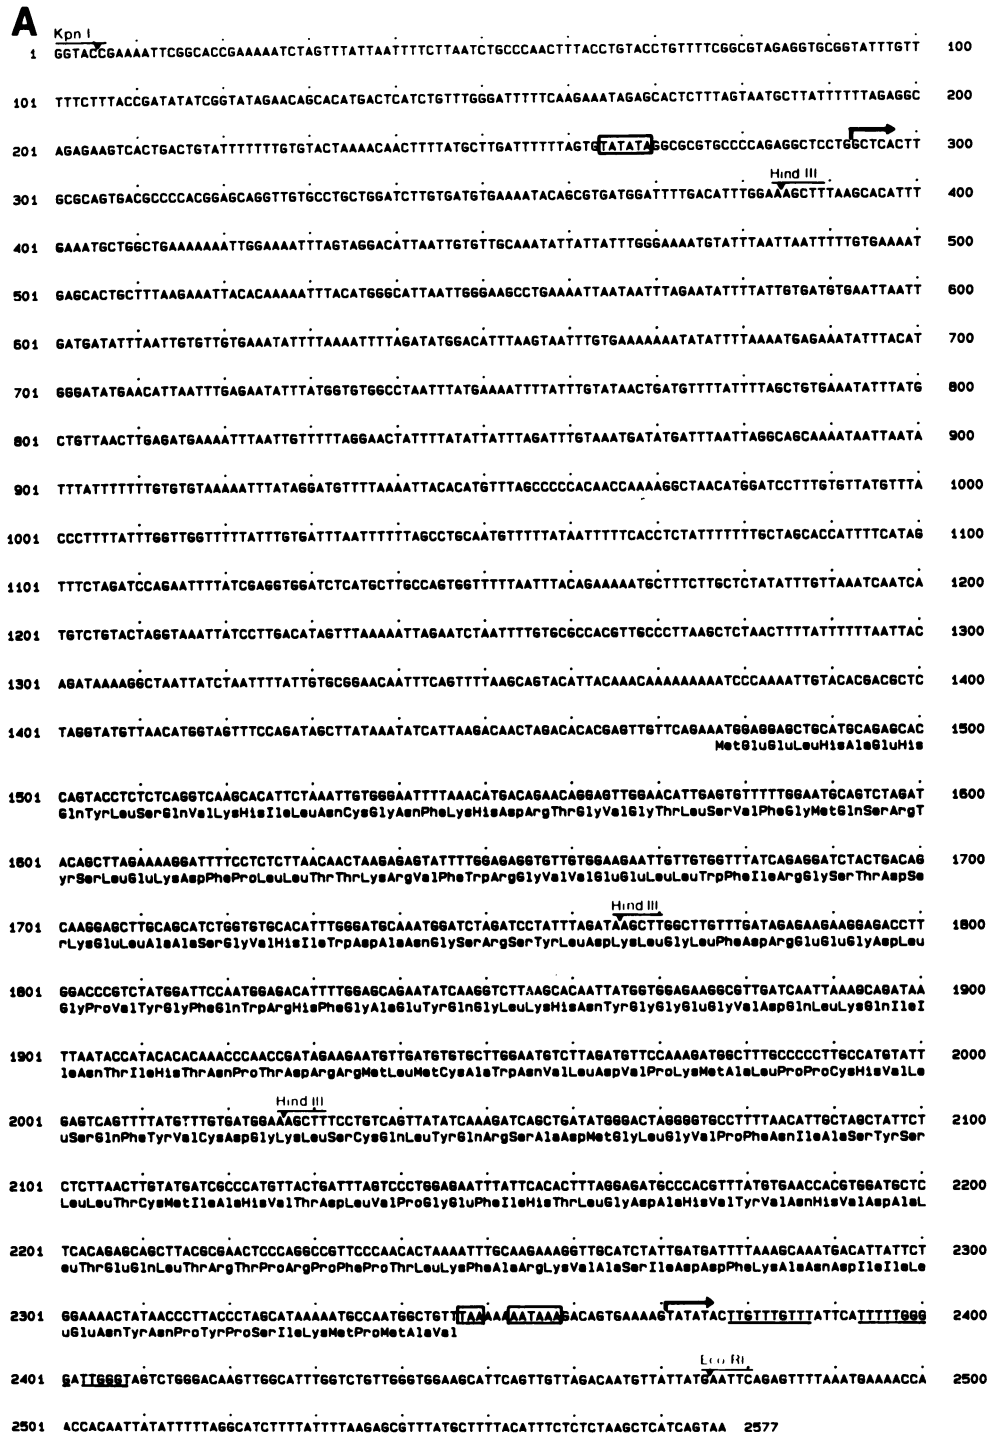 A
Kpn I
1 GGTACCGAAAATTCGGCACCGAAAAATCTAGTTTATTAATTTTCTTAATCTGCCCAACTTTACCTGTACCTGTTTTCGGCGTAGAGGTGCGGTATTTGTT 100
101 TTTCTTTACCGATATATCGGTATAGAACAGCACATGACTCATCTGTTTGGGATTTTTCAAGAAATAGAGCACTCTTTAGTAATGCTTATTTTTTAGAGGC 200
201 AGAGAAGTCACTGACTGTATTTTTTTGTGTACTAAAACAACTTTTATGCTTGATTTTTTAGTGTATATAGGCGCGTGCCCCAGAGGCTCCTGGCTCACTT 300
Hind III
301 GCGCAGTGACGCCCCACGGAGCAGGTTGTGCCTGCTGGATCTTGTGATGTGAAAATACAGCGTGATGGATTTTGACATTTGGAAAGCTTTAAGCACATTT 400
401 GAAATGCTGGCTGAAAAAAATTGGAAAATTTAGTAGGACATTAATTGTGTTGCAAATATTATTATTTGGGAAAATGTATTTAATTAATTTTTGTGAAAAT 500
501 GAGCACTGCTTTAAGAAATTACACAAAAATTTACATGGGCATTAATTGGGAAGCCTGAAAATTAATAATTTAGAATATTTTATTGTGATGTGAATTAATT 600
601 GATGATATTTAATTGTGTTGTGAAATATTTTAAAATTTTAGATATGGACATTTAAGTAATTTGTGAAAAAAATATATTTTAAAATGAGAAATATTTACAT 700
701 GGGATATGAACATTAATTTGAGAATATTTATGGTGTGGCCTAATTTATGAAAATTTTATTTGTATAACTGATGTTTTATTTTAGCTGTGAAATATTTATG 800
801 CTGTTAACTTGAGATGAAAATTTAATTGTTTTTAGGAACTATTTTATATTATTTAGATTTGTAAATGATATGATTTAATTAGGCAGCAAAATAATTAATA 900
901 TTTATTTTTTTGTGTGTAAAAATTTATAGGATGTTTTAAAATTACACATGTTTAGCCCCCACAACCAAAAGGCTAACATGGATCCTTTGTGTTATGTTTA 1000
1001 CCCTTTTATTTGGTTGGTTTTTATTTGTGATTTAATTTTTTAGCCTGCAATGTTTTTATAATTTTTCACCTCTATTTTTTTGCTAGCACCATTTTCATAG 1100
1101 TTTCTAGATCCAGAATTTTATCGAGGTGGATCTCATGCTTGCCAGTGGTTTTTAATTTACAGAAAAATGCTTTCTTGCTCTATATTTGTTAAATCAATCA 1200
1201 TGTCTGTACTAGGTAAATTATCCTTGACATAGTTTAAAAATTAGAATCTAATTTTGTGCGCCACGTTGCCCTTAAGCTCTAACTTTTATTTTTTAATTAC 1300
1301 AGATAAAAGGCTAATTATCTAATTTTATTGTGCGGAACAATTTCAGTTTTAAGCAGTACATTACAAACAAAAAAAAATCCCAAAATTGTACACGACGCTC 1400
1401 TAGGTATGTTAACATGGTAGTTTCCAGATAGCTTATAAATATCATTAAGACAACTAGACACACGAGTTGTTCAGAAATGGAGGAGCTGCATGCAGAGCAC 1500
MetGluGluLeuHisAlaGluHis
1501 CAGTACCTCTCTCAGGTCAAGCACATTCTAAATTGTGGGAATTTTAAACATGACAGAACAGGAGTTGGAACATTGAGTGTTTTTGGAATGCAGTCTAGAT 1600
GlnTyrLeuSerGlnValLysHisIleLeuAsnCysGlyAsnPheLysHisAspArgThrGlyValGlyThrLeuSerValPheGlyMetGlnSerArgT
1601 ACAGCTTAGAAAAGGATTTTCCTCTCTTAACAACTAAGAGAGTATTTTGGAGAGGTGTTGTGGAAGAATTGTTGTGGTTTATCAGAGGATCTACTGACAG 1700
yrSerLeuGluLysAspPheProLeuLeuThrThrLysArgValPheTrpArgGlyValValGluGluLeuLeuTrpPheIleArgGlySerThrAspSe
Hind III
1701 CAAGGAGCTTGCAGCATCTGGTGTGCACATTTGGGATGCAAATGGATCTAGATCCTATTTAGATAAGCTTGGCTTGTTTGATAGAGAAGAAGGAGACCTT 1800
rLysGluLeuAlaAlaSerGlyValHisIleTrpAspAlaAsnGlySerArgSerTyrLeuAspLysLeuGlyLeuPheAspArgGluGluGlyAspLeu
1801 GGACCCGTCTATGGATTCCAATGGAGACATTTTGGAGCAGAATATCAAGGTCTTAAGCACAATTATGGTGGAGAAGGCGTTGATCAATTAAAGCAGATAA 1900
GlyProValTyrGlyPheGlnTrpArgHisPheGlyAlaGluTyrGlnGlyLeuLysHisAsnTyrGlyGlyGluGlyValAspGlnLeuLysGlnIleI
1901 TTAATACCATACACACAAACCCAACCGATAGAAGAATGTTGATGTGTGCTTGGAATGTCTTAGATGTTCCAAAGATGGCTTTGCCCCCTTGCCATGTATT 2000
leAsnThrIleHisThrAsnProThrAspArgArgMetLeuMetCysAlaTrpAsnValLeuAspValProLysMetAlaLeuProProCysHisValLe
Hind III
2001 GAGTCAGTTTTATGTTTGTGATGGAAAGCTTTCCTGTCAGTTATATCAAAGATCAGCTGATATGGGACTAGGGGTGCCTTTTAACATTGCTAGCTATTCT 2100
uSerGlnPheTyrValCysAspGlyLysLeuSerCysGlnLeuTyrGlnArgSerAlaAspMetGlyLeuGlyValProPheAsnIleAlaSerTyrSer
2101 CTCTTAACTTGTATGATCGCCCATGTTACTGATTTAGTCCCTGGAGAATTTATTCACACTTTAGGAGATGCCCACGTTTATGTGAACCACGTGGATGCTC 2200
LeuLeuThrCysMetIleAlaHisValThrAspLeuValProGlyGluPheIleHisThrLeuGlyAspAlaHisValTyrValAsnHisValAspAlaL
2201 TCACAGAGCAGCTTACGCGAACTCCCAGGCCGTTCCCAACACTAAAATTTGCAAGAAAGGTTGCATCTATTGATGATTTTAAAGCAAATGACATTATTCT 2300
euThrGluGlnLeuThrArgThrProArgProPheProThrLeuLysPheAlaArgLysValAlaSerIleAspAspPheLysAlaAsnAspIleIleLe
2301 GGAAAACTATAACCCTTACCCTAGCATAAAAATGCCAATGGCTGTTTAAAAAAATAAAGACAGTGAAAAGTATATACTTGTTTGTTTATTCATTTTTGGG 2400
uGluAsnTyrAsnProTyrProSerIleLysMetProMetAlaVal
Eco RI
2401 GATTGGGTAGTCTGGGACAAGTTGGCATTTGGTCTGTTGGGTGGAAGCATTCAGTTGTTAGACAATGTTATTATGAATTCAGAGTTTTAAATGAAAACCA 2500
2501 ACCACAATTATATTTTTAGGCATCTTTTATTTTAAGAGCGTTTATGCTTTTACATTTCTCTCTAAGCTCATCAGTAA 2577